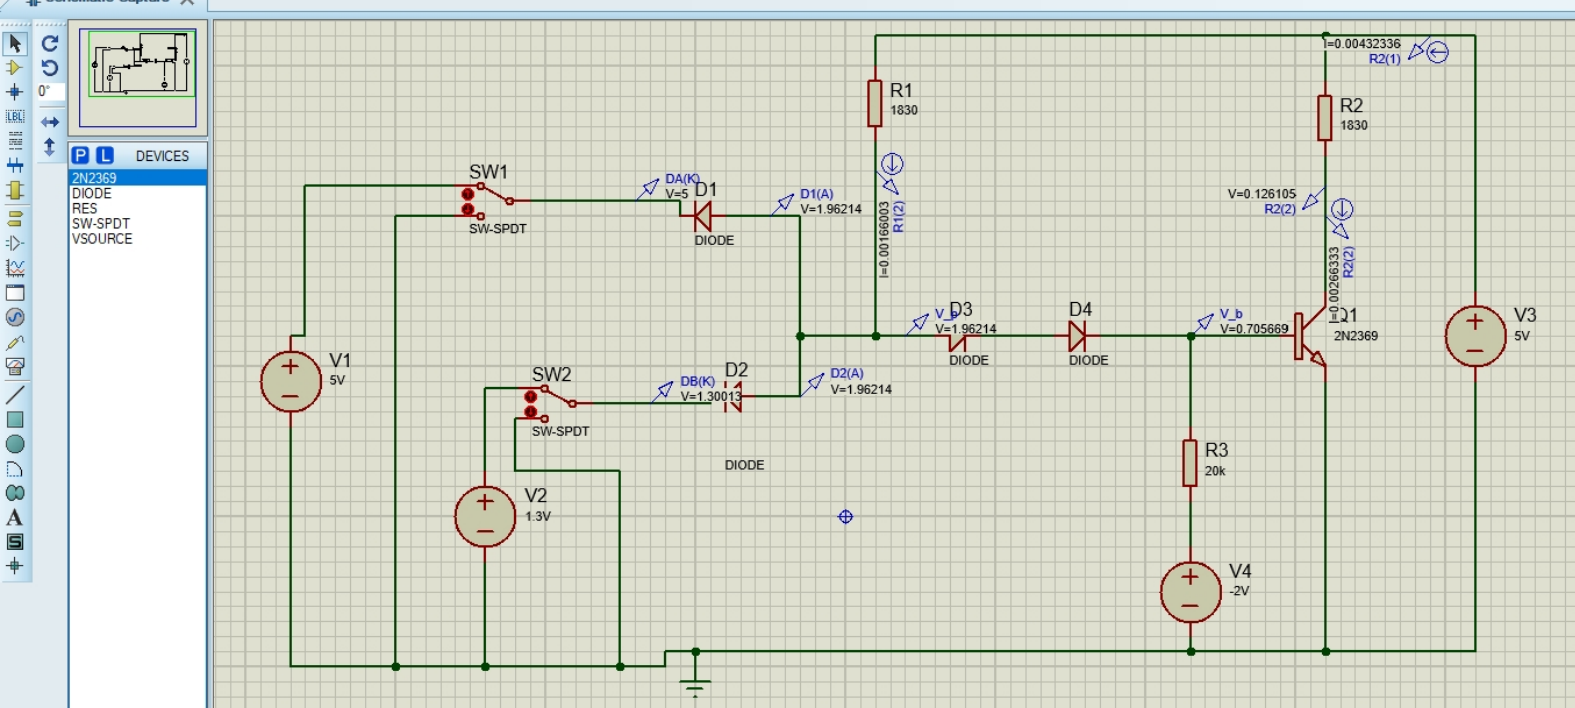 Schematic Capture
0°
LBL
P L DEVICES
2N2369
DIODE
RES
SW-SPDT
VSOURCE
A
S
I=0.00432336
R2(1)
R1
1830
R2
1830
SW1
SW-SPDT
DA(K)
V=5
D1
DIODE
D1(A)
V=1.96214
I=0.00166003
R1(2)
V=0.126105
R2(2)
I=0.00266333
R2(2)
D3
V=1.96214
DIODE
D4
DIODE
V_b
V=0.705669
Q1
2N2369
V3
5V
V1
5V
SW2
SW-SPDT
DB(K)
V=1.30013
D2
DIODE
D2(A)
V=1.96214
R3
20k
V2
1.3V
V4
-2V